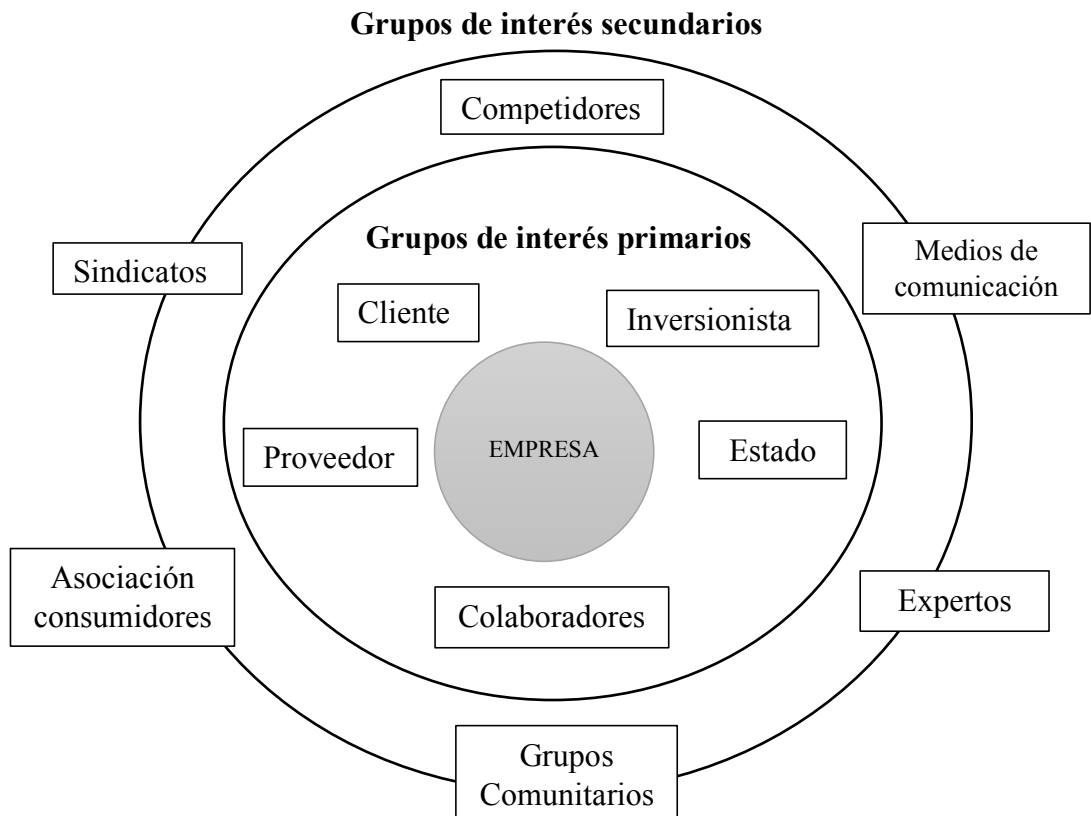 Grupos de interés secundarios
Competidores
Sindicatos
Medios de
comunicación
Grupos de interés primarios
Cliente
Inversionista
Proveedor
EMPRESA
Estado
Asociación
consumidores
Colaboradores
Expertos
Grupos
Comunitarios